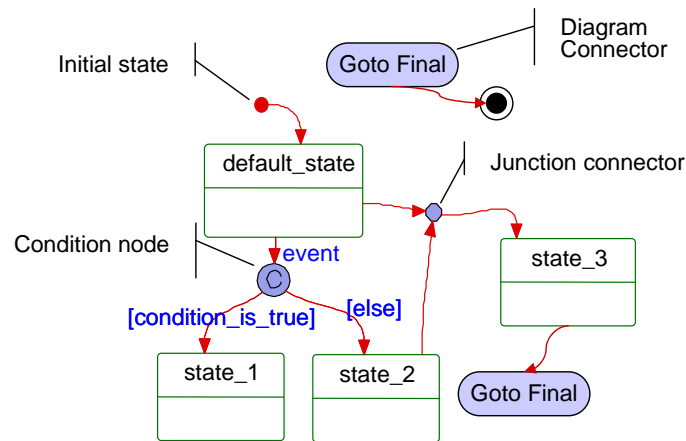 Diagram
Connector
Initial state
Goto Final
default_state
Junction connector
Condition node
event
C
state_3
[condition_is_true]
[else]
state_1
state_2
Goto Final